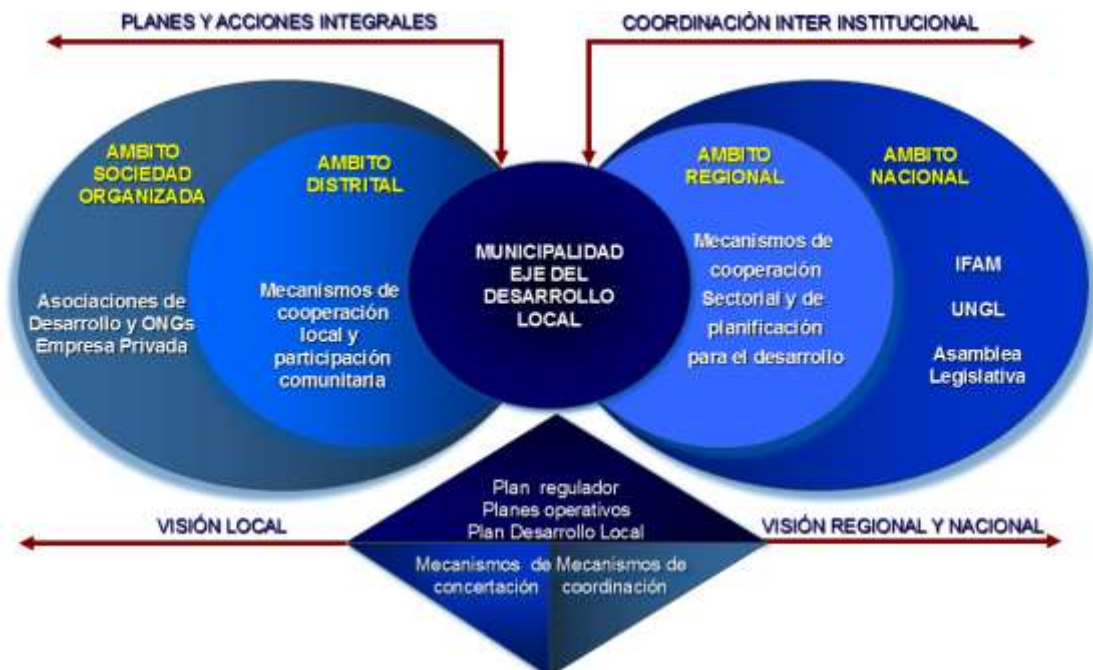 PLANES Y ACCIONES INTEGRALES
COORDINACIÓN INTER INSTITUCIONAL
AMBITO
SOCIEDAD
ORGANIZADA
Asociaciones de
Desarrollo y ONGs
Empresa Privada
AMBITO
DISTRITAL
Mecanismos de
cooperación
local y
participación
comunitaria
MUNICIPALIDAD
EJE DEL
DESARROLLO
LOCAL
AMBITO
REGIONAL
Mecanismos de
cooperación
Sectorial y de
planificación
para el desarrollo
AMBITO
NACIONAL
IFAM
UNGL
Asamblea
Legislativa
VISIÓN LOCAL
Plan regulador
Planes operativos
Plan Desarrollo Local
VISIÓN REGIONAL Y NACIONAL
Mecanismos de
concertación
Mecanismos de
coordinación